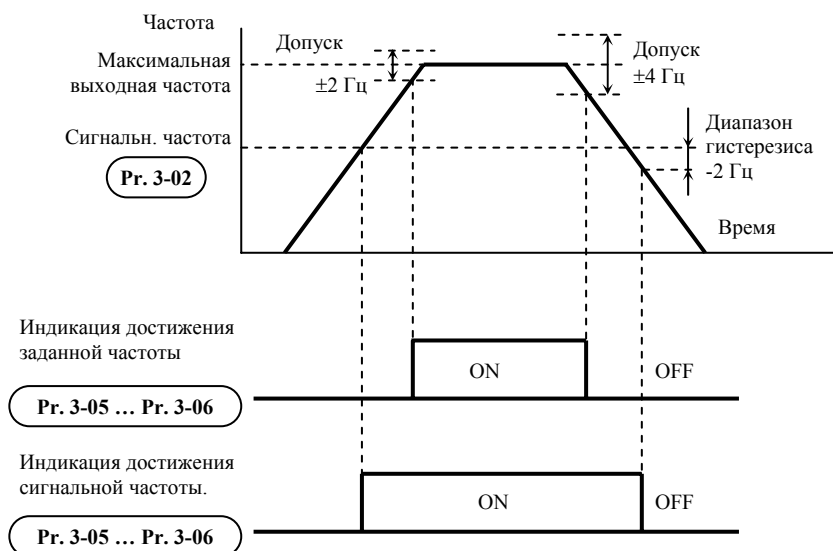 Частота
Допуск
±2 Гц
Допуск
±4 Гц
Максимальная
выходная частота
Сигнальн. частота
Pr. 3-02
Диапазон
гистерезиса
-2 Гц
Время
Индикация достижения
заданной частоты
ON
OFF
Pr. 3-05 … Pr. 3-06
Индикация достижения
сигнальной частоты.
ON
OFF
Pr. 3-05 … Pr. 3-06